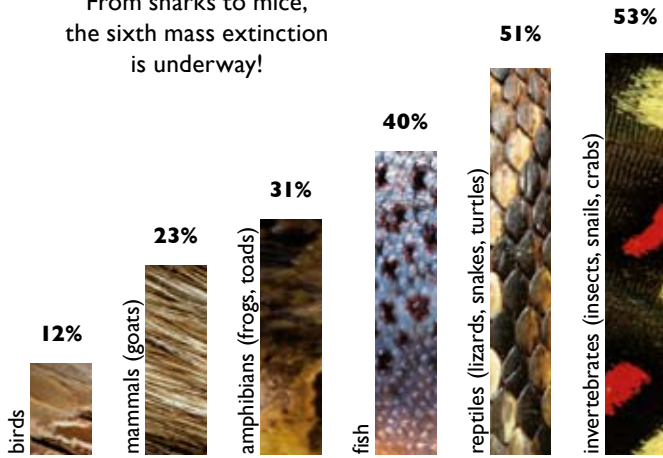 From sharks to mice,
the sixth mass extinction
is underway!
12%
birds
23%
mammals (goats)
31%
amphibians (frogs, toads)
40%
fish
51%
reptiles (lizards, snakes, turtles)
53%
invertebrates (insects, snails, crabs)